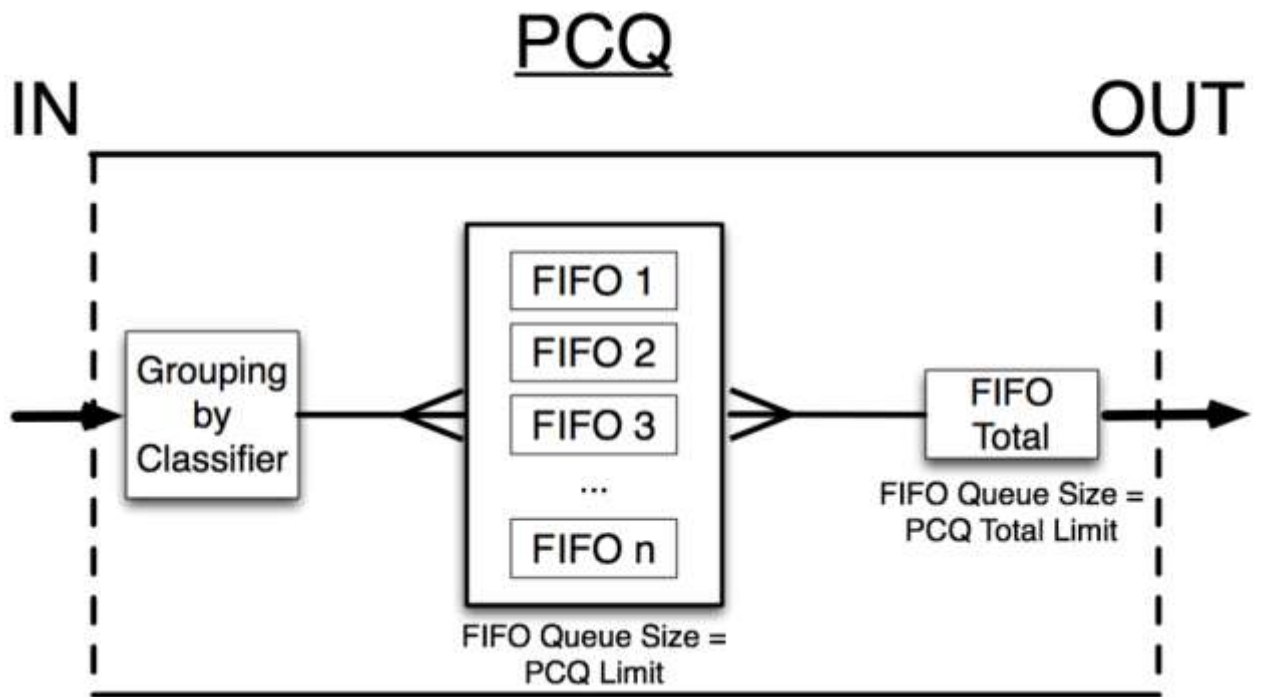 PCQ
IN
OUT
Grouping
by
Classifier
FIFO 1
FIFO 2
FIFO 3
...
FIFO n
FIFO Queue Size =
PCQ Limit
FIFO
Total
FIFO Queue Size =
PCQ Total Limit